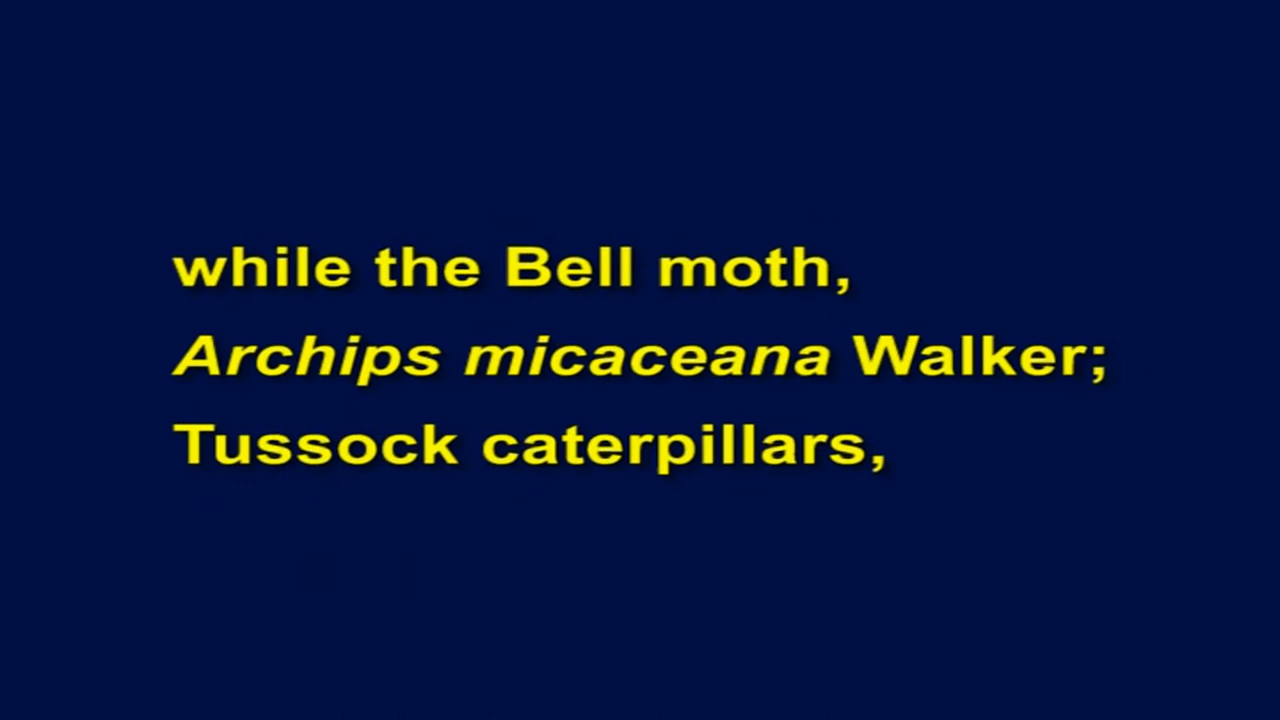 while the Bell moth,
Archips micaceana Walker;
Tussock caterpillars,